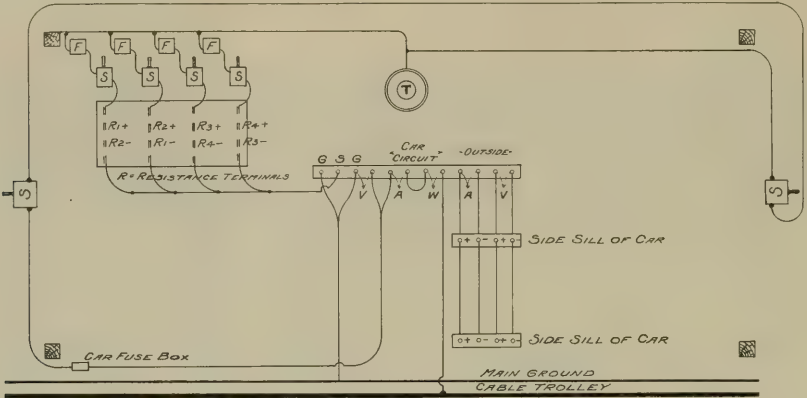 F F F F
S S S S
T
R1+ R2+ R3+ R4+
R2- R1- R4- R3-
R=RESISTANCE TERMINALS
CAR
G S G "CIRCUIT" -OUTSIDE-
V A W A V
S
S
+ - + - SIDE SILL OF CAR
+ - + - SIDE SILL OF CAR
CAR FUSE BOX
MAIN GROUND
CABLE TROLLEY